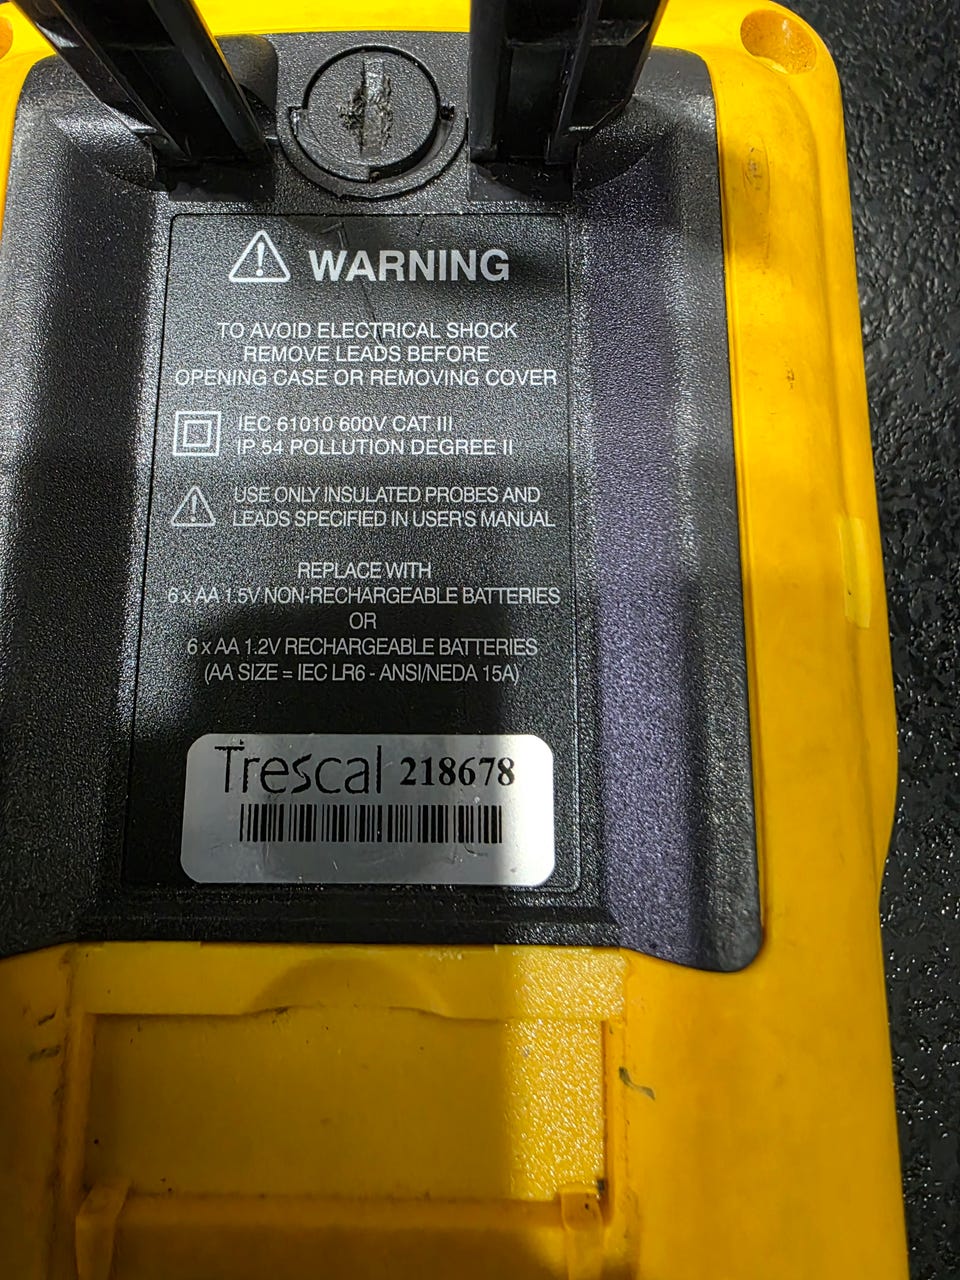 WARNING
TO AVOID ELECTRICAL SHOCK
REMOVE LEADS BEFORE
OPENING CASE OR REMOVING COVER
IEC 61010 600V CAT III
IP 54 POLLUTION DEGREE II
USE ONLY INSULATED PROBES AND
LEADS SPECIFIED IN USER'S MANUAL
REPLACE WITH
6 x AA 1.5V NON-RECHARGEABLE BATTERIES
OR
6 x AA 1.2V RECHARGEABLE BATTERIES
(AA SIZE = IEC LR6 - ANSI/NEDA 15A)
Trescal 218678